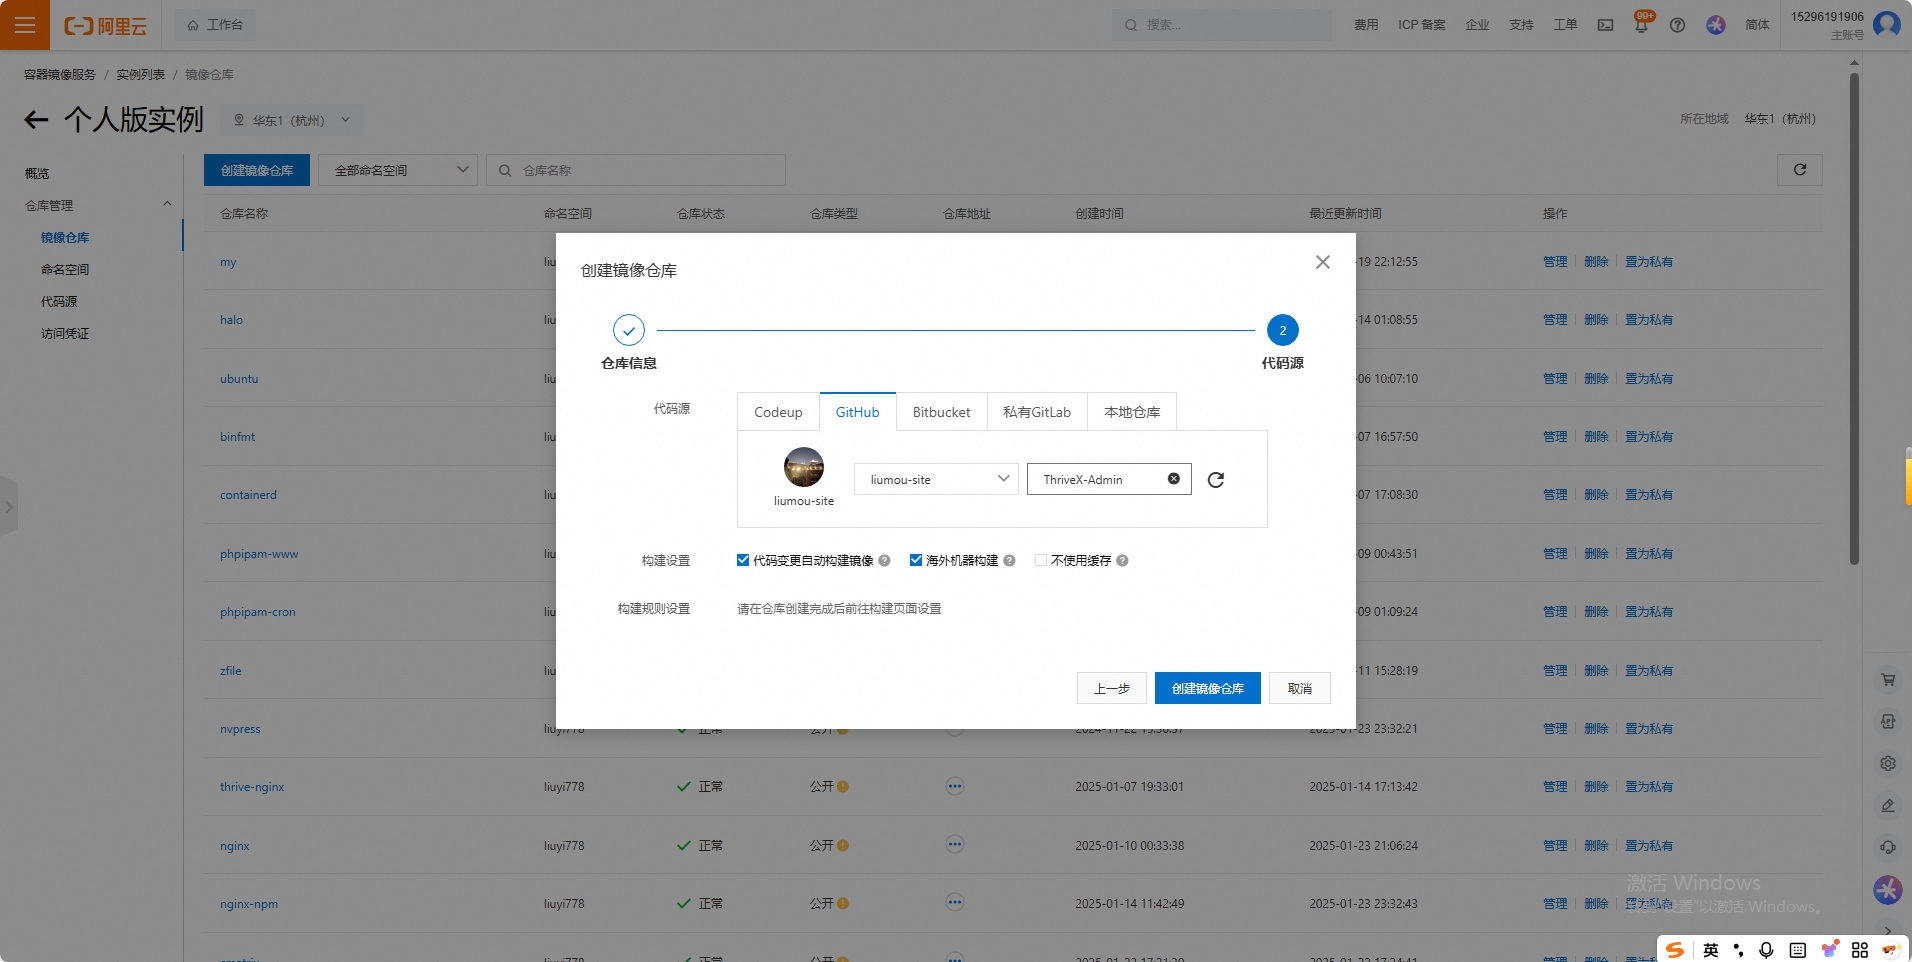 阿里云
工作台
搜索...
费用
ICP 备案
企业
支持
工单
99+
简体
15296191906
主账号
容器镜像服务 / 实例列表 / 镜像仓库
个人版实例
华东1（杭州）
所在地域 华东1（杭州）
概览
仓库管理
镜像仓库
命名空间
代码源
访问凭证
创建镜像仓库
全部命名空间
仓库名称
仓库名称 命名空间 仓库状态 仓库类型 仓库地址 创建时间 最近更新时间 操作
my liu 19 22:12:55 管理 删除 置为私有
halo liu 14 01:08:55 管理 删除 置为私有
ubuntu liu 06 10:07:10 管理 删除 置为私有
binfmt liu 07 16:57:50 管理 删除 置为私有
containerd liu 07 17:08:30 管理 删除 置为私有
phpipam-www liu 09 00:43:51 管理 删除 置为私有
phpipam-cron liu 09 01:09:24 管理 删除 置为私有
zfile liu 11 15:28:19 管理 删除 置为私有
nvpress liuyi778 正常 公开 2025-01-23 23:32:21 管理 删除 置为私有
thrive-nginx liuyi778 正常 公开 2025-01-07 19:33:01 2025-01-14 17:13:42 管理 删除 置为私有
nginx liuyi778 正常 公开 2025-01-10 00:33:38 2025-01-23 21:06:24 管理 删除 置为私有
nginx-npm liuyi778 正常 公开 2025-01-14 11:42:49 2025-01-23 23:32:43 管理 删除 置为私有
创建镜像仓库
2
仓库信息
代码源
代码源
Codeup GitHub Bitbucket 私有GitLab 本地仓库
liumou-site
liumou-site
ThriveX-Admin
构建设置
代码变更自动构建镜像
海外机器构建
不使用缓存
构建规则设置
请在仓库创建完成后前往构建页面设置
上一步
创建镜像仓库
取消
激活 Windows
转到"设置"以激活 Windows。
英